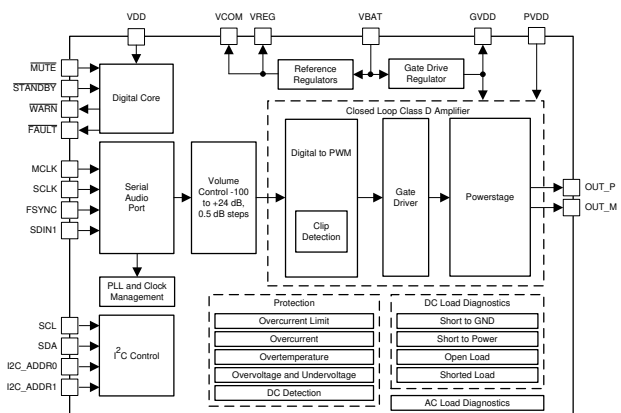 VDD
VCOM
VREG
VBAT
GVDD
PVDD
MUTE
STANDBY
WARN
FAULT
Digital Core
Reference
Regulators
Gate Drive
Regulator
Closed Loop Class D Amplifier
MCLK
SCLK
FSYNC
SDIN1
Serial
Audio
Port
Volume
Control -100
to +24 dB,
0.5 dB steps
Digital to PWM
Clip
Detection
Gate
Driver
Powerstage
OUT_P
OUT_M
PLL and Clock
Management
SCL
SDA
I2C_ADDR0
I2C_ADDR1
I2C Control
Protection
Overcurrent Limit
Overcurrent
Overtemperature
Overvoltage and Undervoltage
DC Detection
DC Load Diagnostics
Short to GND
Short to Power
Open Load
Shorted Load
AC Load Diagnostics